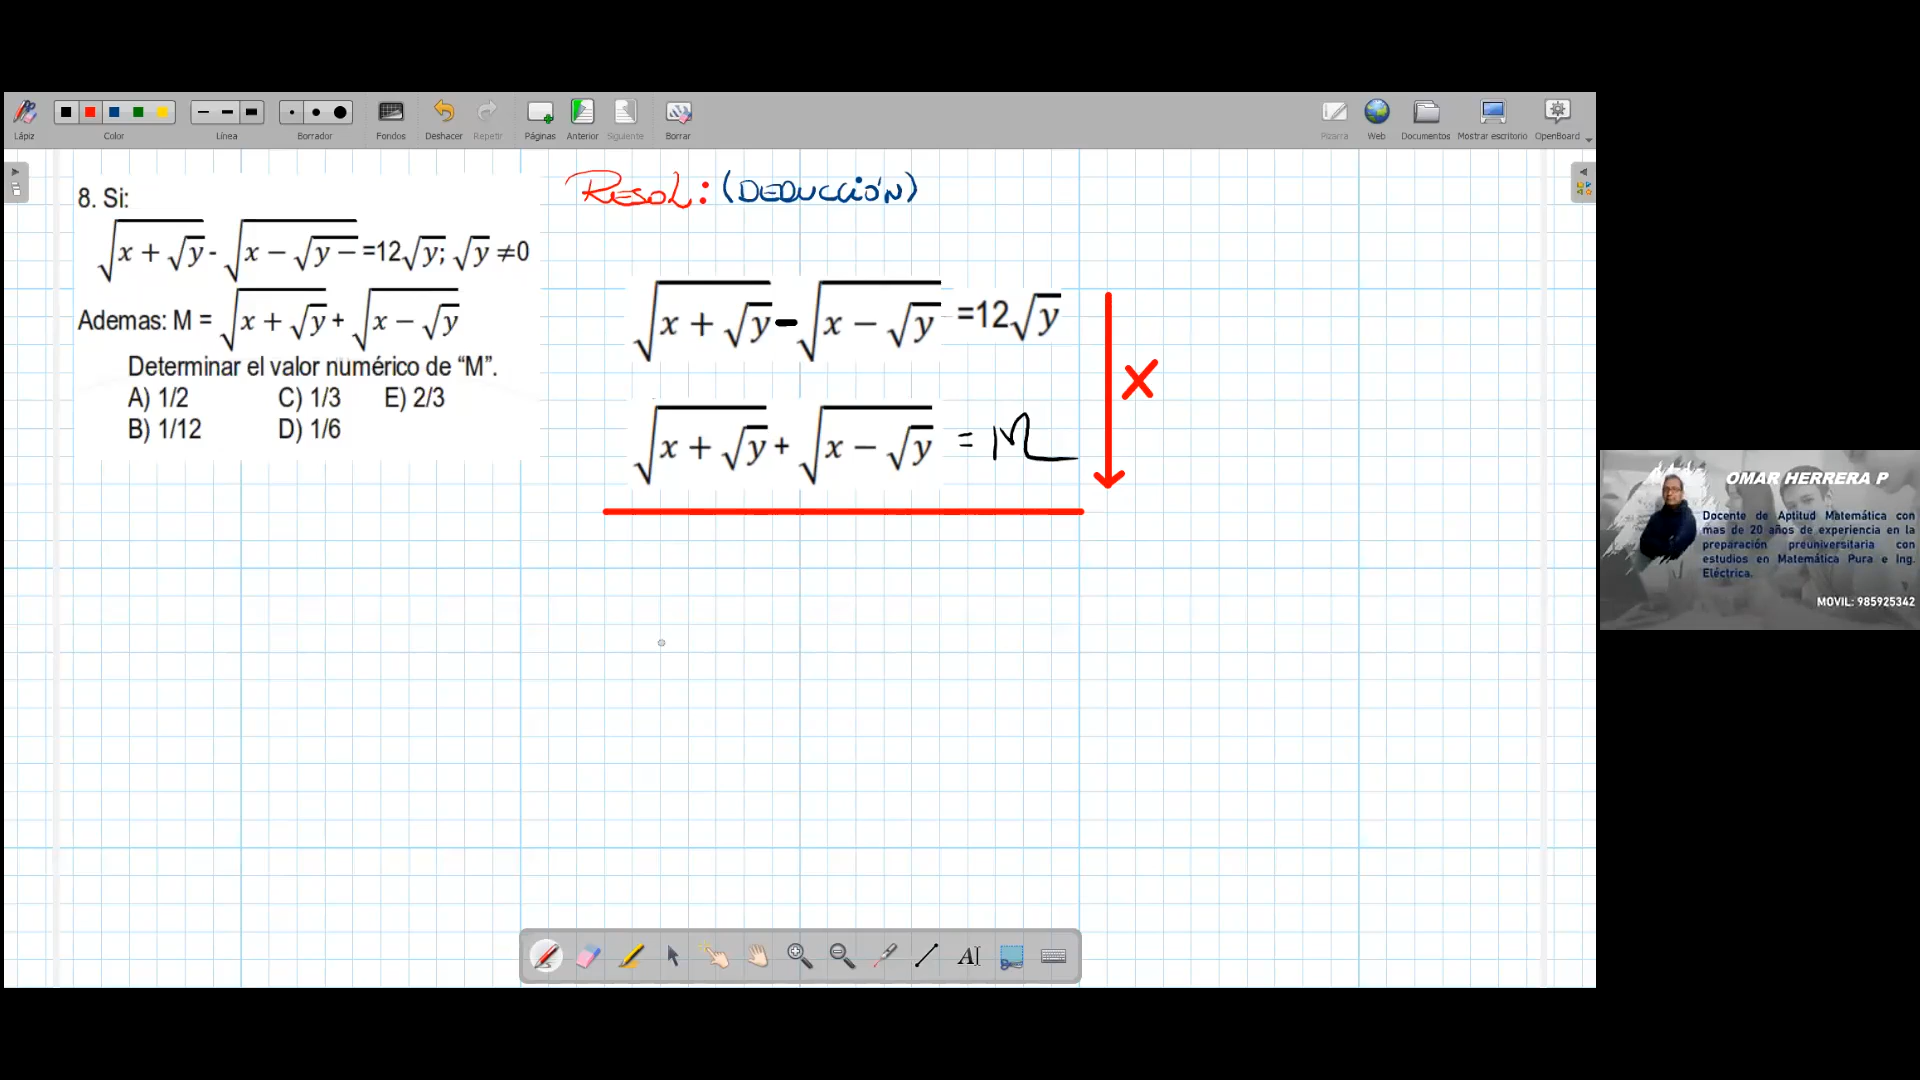 Lápiz Color Línea Borrador Fondos Deshacer Repetir Páginas Anterior Siguiente Borrar Pizarra Web Documentos Mostrar escritorio OpenBoard
8. Si:
√(x + √y) - √(x − √y −) =12√y; √y ≠0
Ademas: M = √(x + √y) + √(x − √y)
Determinar el valor numérico de “M”.
A) 1/2 C) 1/3 E) 2/3
B) 1/12 D) 1/6
RESOL: (DEDUCCIÓN)
√(x + √y) - √(x − √y) =12√y
√(x + √y) + √(x − √y) = M
X
OMAR HERRERA P
Docente de Aptitud Matemática con
mas de 20 años de experiencia en la
preparación preuniversitaria con
estudios en Matemática Pura e Ing.
Eléctrica.
MOVIL: 985925342